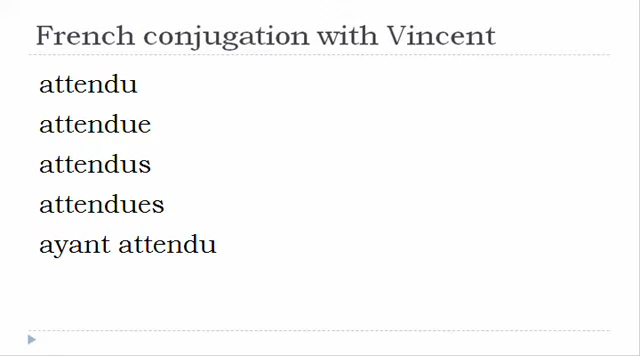 French conjugation with Vincent
attendu
attendue
attendus
attendues
ayant attendu